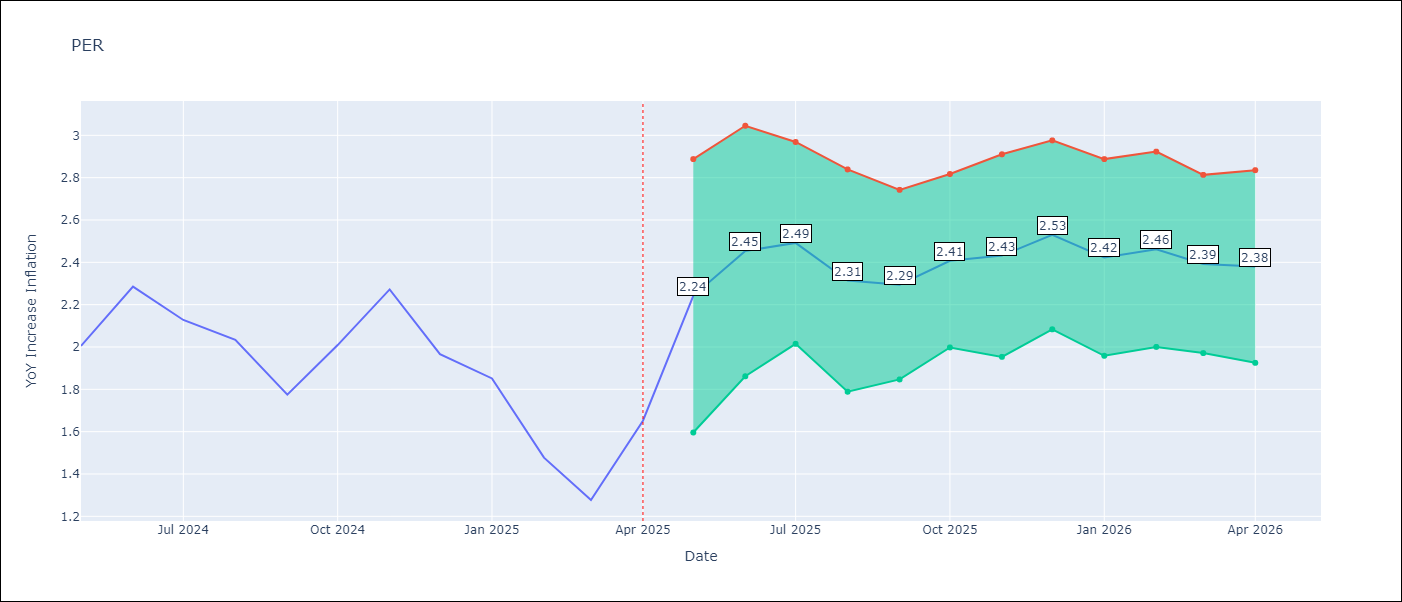 PER
YoY Increase Inflation
3
2.8
2.6
2.4
2.2
2
1.8
1.6
1.4
1.2
2.24
2.45
2.49
2.31
2.29
2.41
2.43
2.53
2.42
2.46
2.39
2.38
Jul 2024
Oct 2024
Jan 2025
Apr 2025
Jul 2025
Oct 2025
Jan 2026
Apr 2026
Date